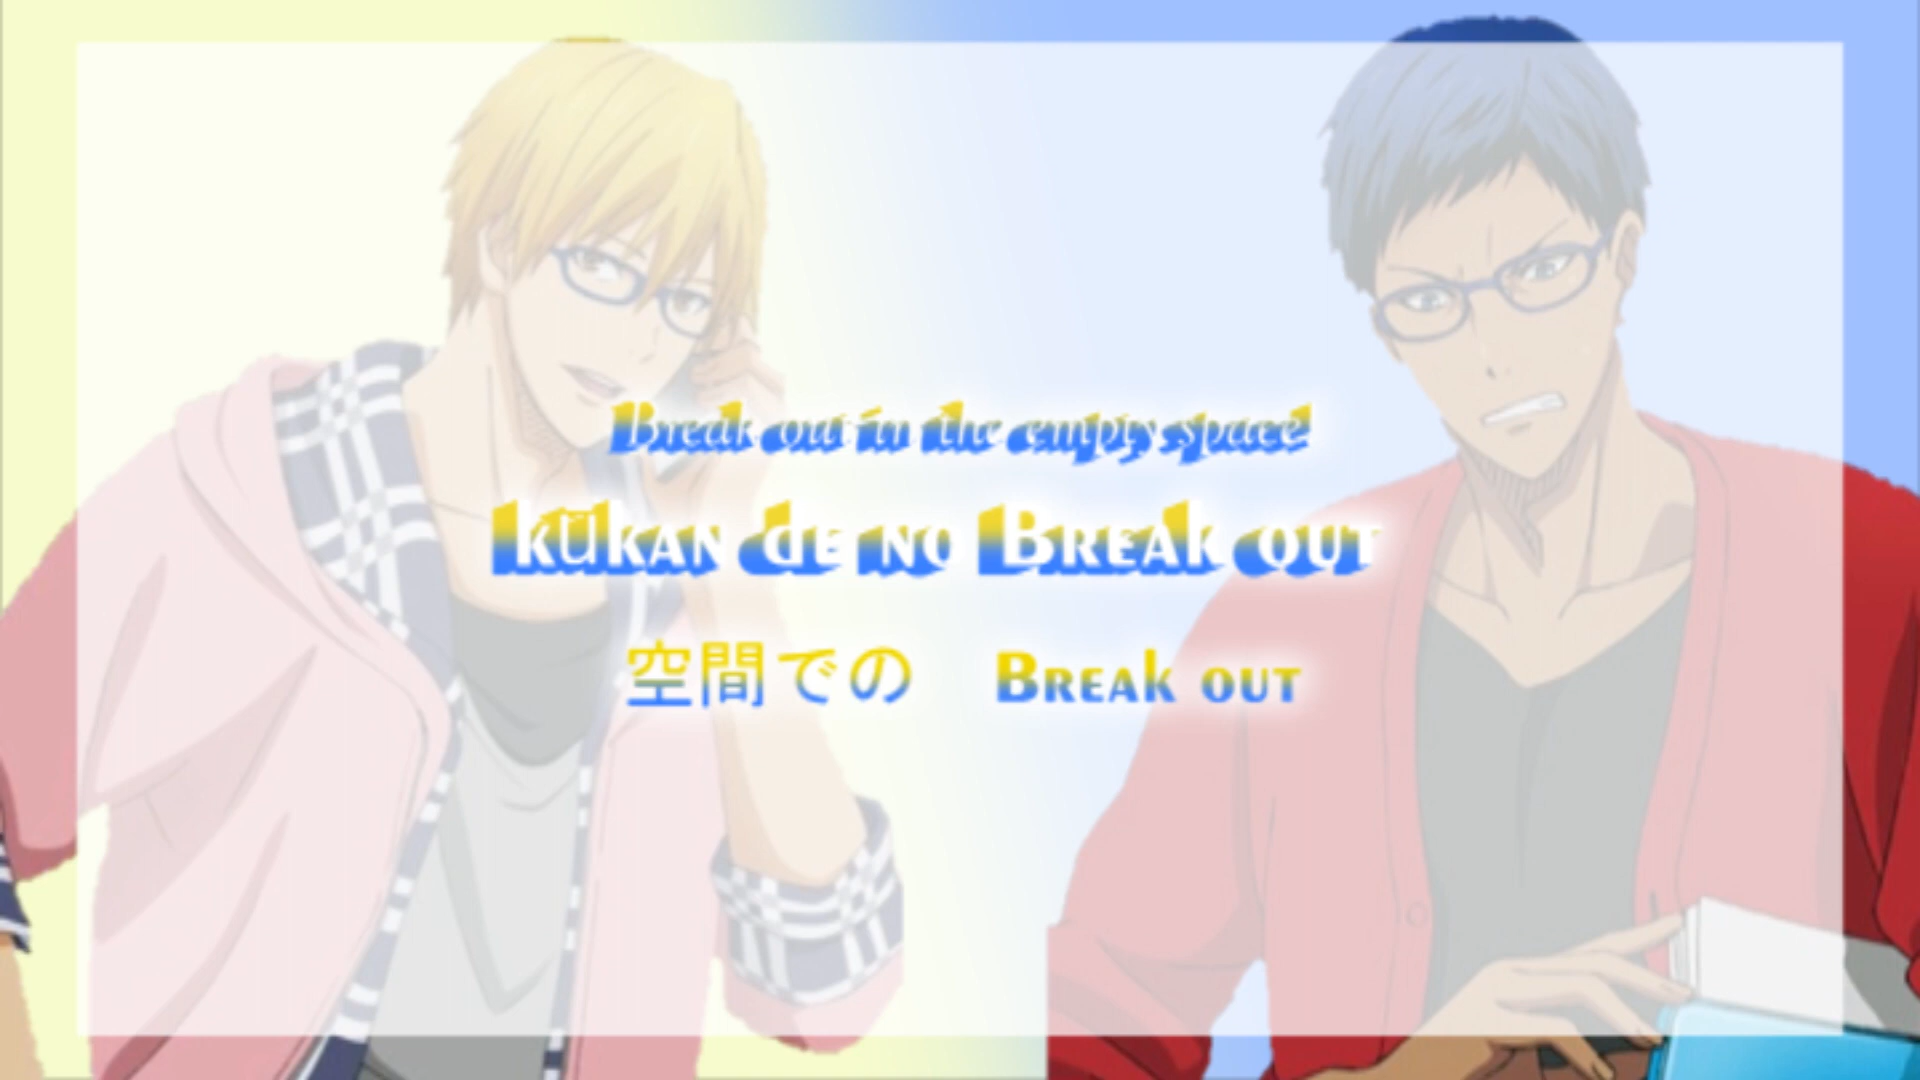 Break out in the empty space!
kūkan de no Break out
空間での Break out